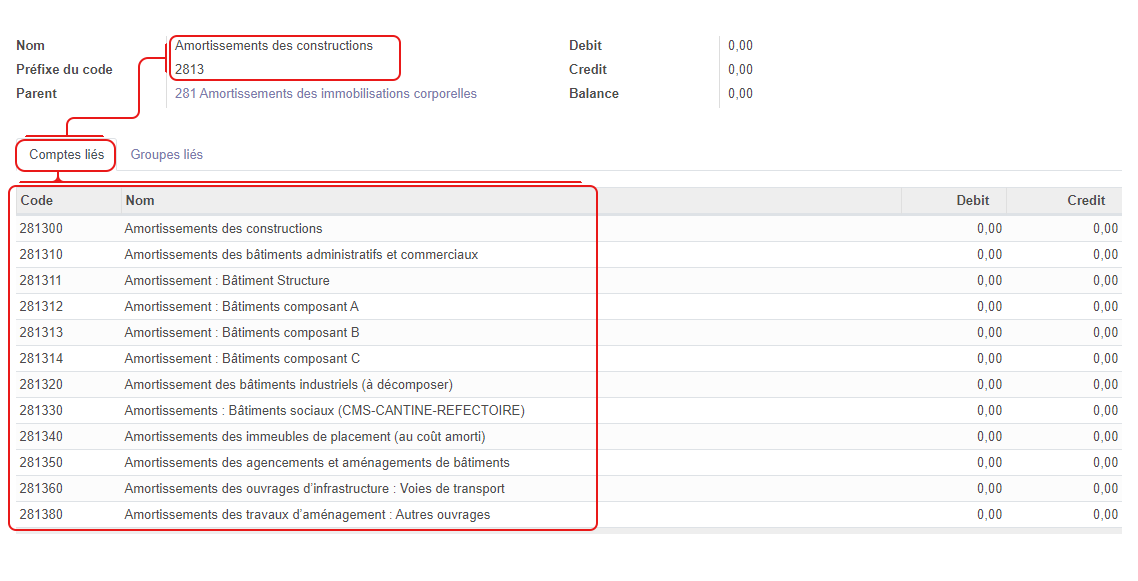 Nom Amortissements des constructions Debit 0,00
Préfixe du code 2813 Credit 0,00
Parent 281 Amortissements des immobilisations corporelles Balance 0,00
Comptes liés Groupes liés
Code Nom Debit Credit
281300 Amortissements des constructions 0,00 0,00
281310 Amortissements des bâtiments administratifs et commerciaux 0,00 0,00
281311 Amortissement : Bâtiment Structure 0,00 0,00
281312 Amortissement : Bâtiments composant A 0,00 0,00
281313 Amortissement : Bâtiments composant B 0,00 0,00
281314 Amortissement : Bâtiments composant C 0,00 0,00
281320 Amortissement des bâtiments industriels (à décomposer) 0,00 0,00
281330 Amortissements : Bâtiments sociaux (CMS-CANTINE-REFECTOIRE) 0,00 0,00
281340 Amortissements des immeubles de placement (au coût amorti) 0,00 0,00
281350 Amortissements des agencements et aménagements de bâtiments 0,00 0,00
281360 Amortissements des ouvrages d’infrastructure : Voies de transport 0,00 0,00
281380 Amortissements des travaux d’aménagement : Autres ouvrages 0,00 0,00